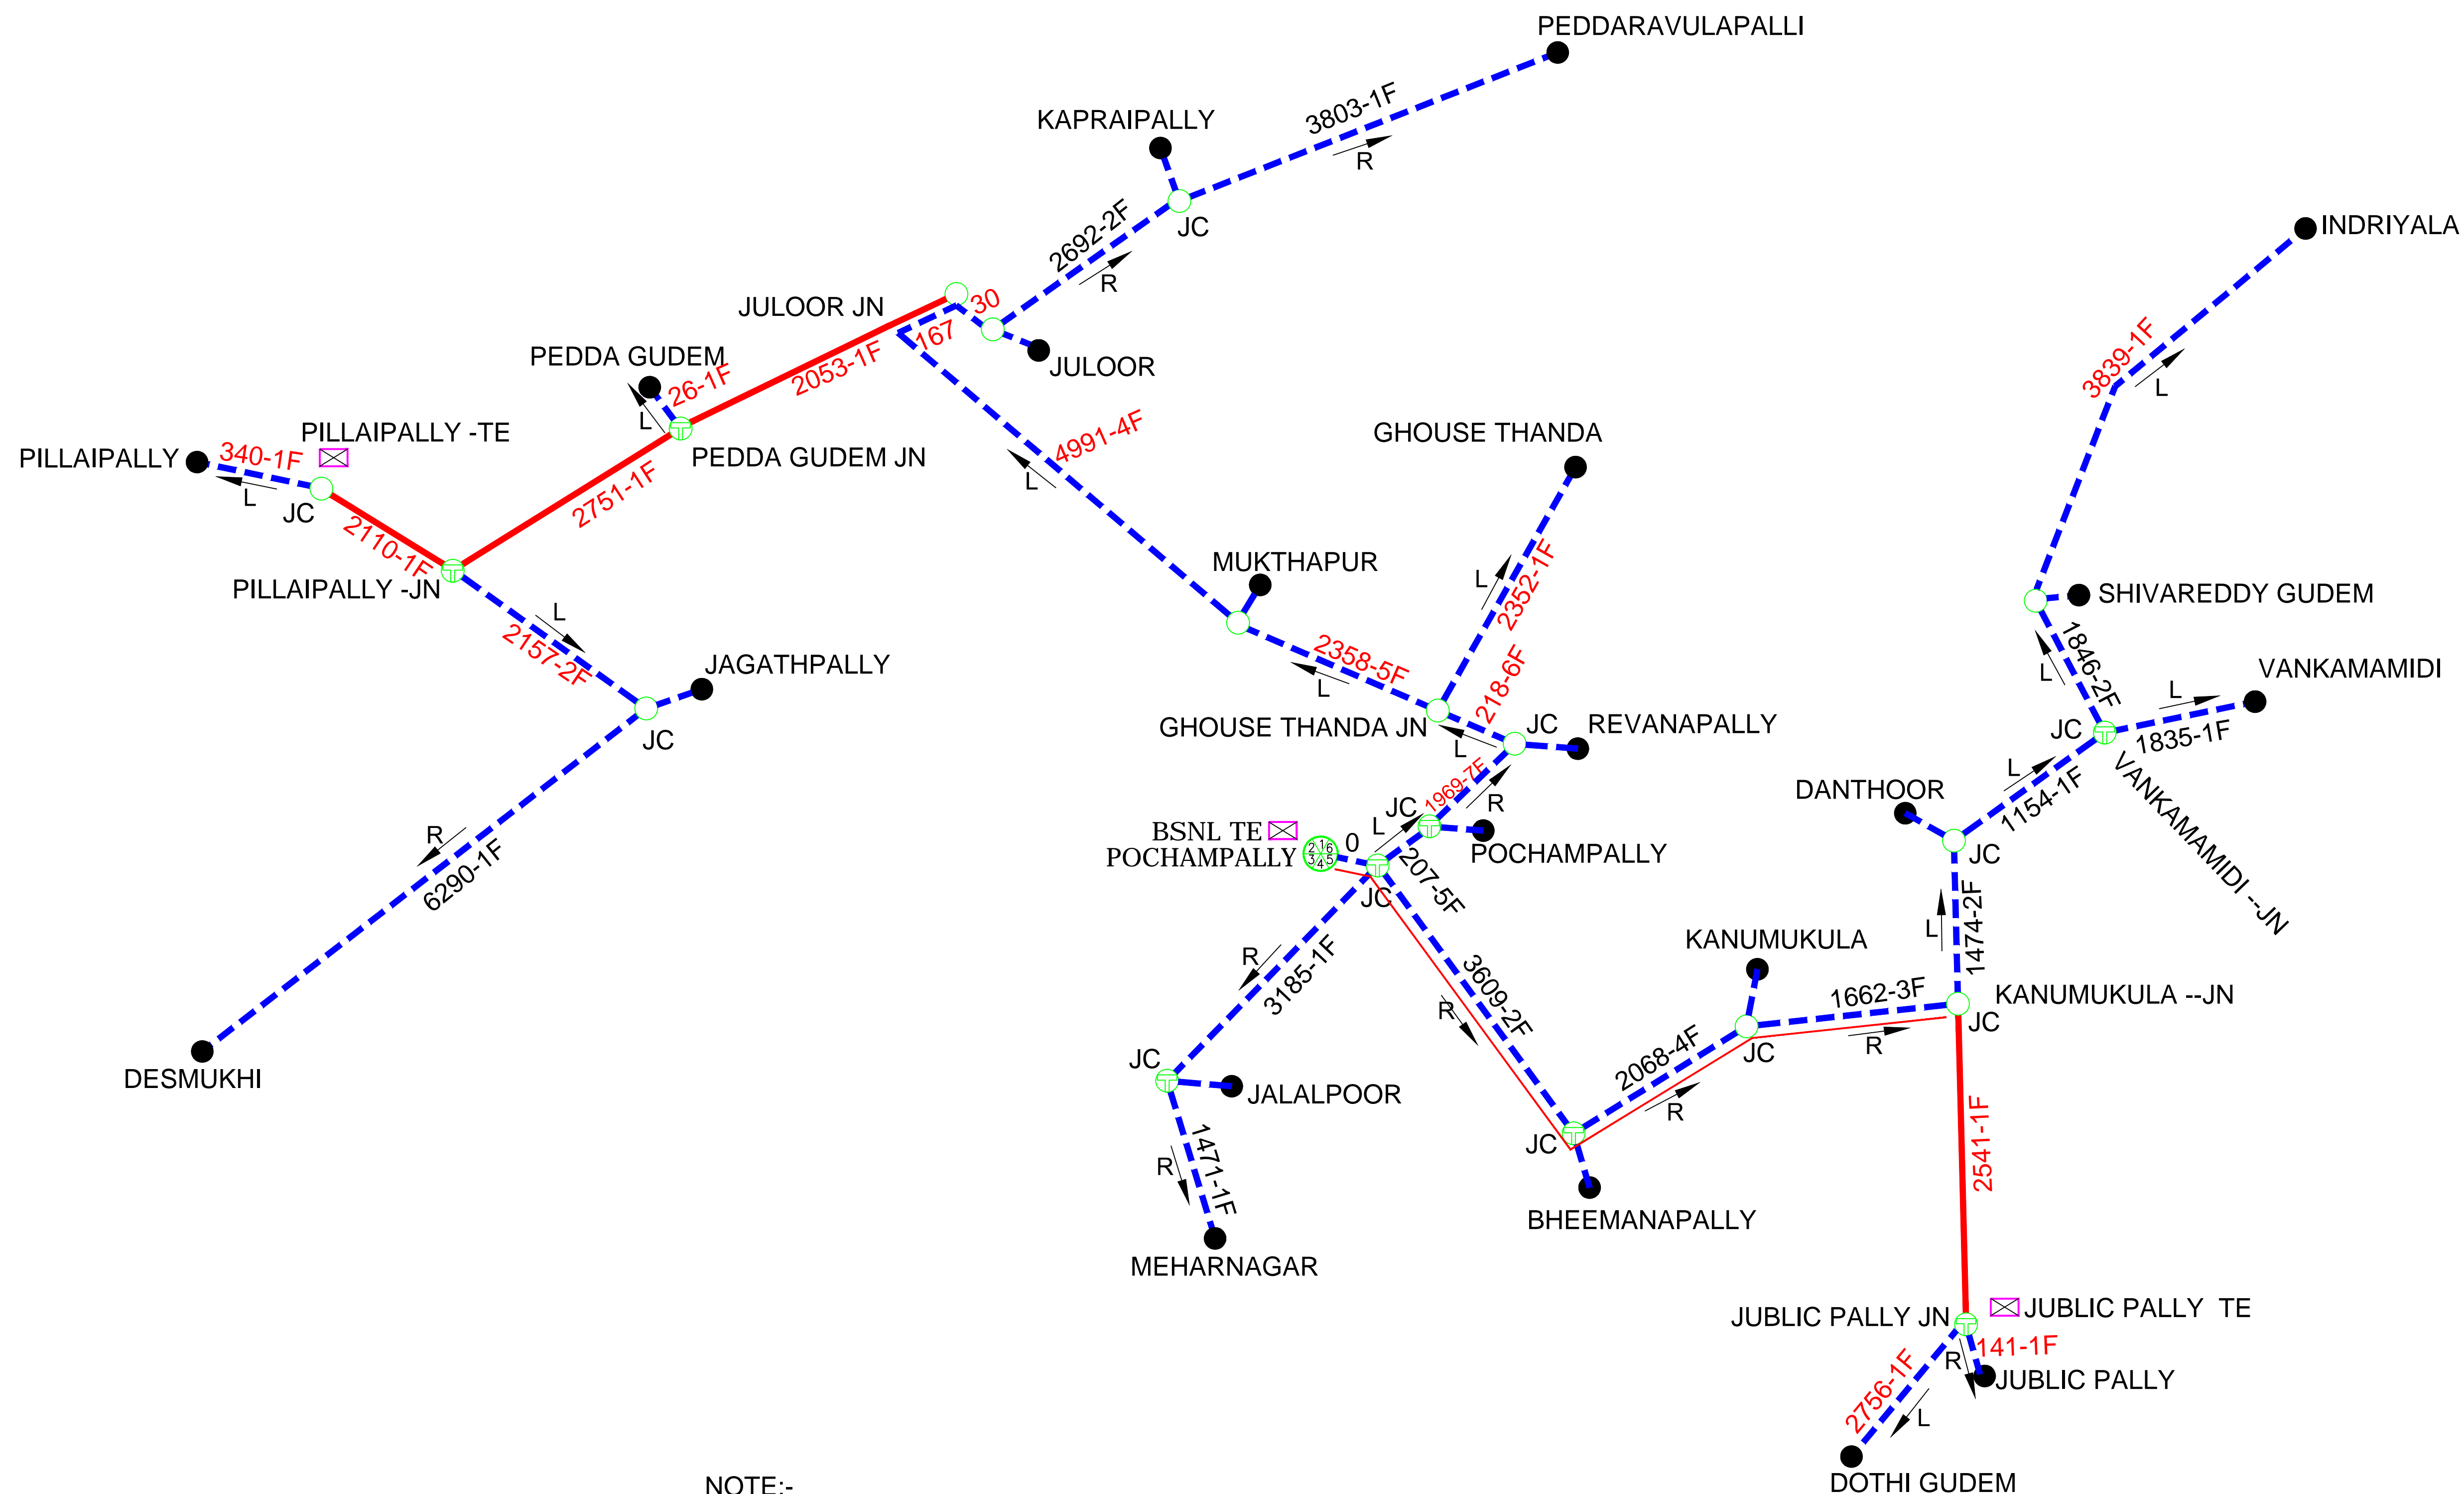 PEDDARAVULAPALLI
3803-1F
R
KAPRAIPALLY
JC
2692-2F
R
INDRIYALA
3839-1F
L
JULOOR JN
30
167
JULOOR
PEDDA GUDEM
26-1F
L
2053-1F
PEDDA GUDEM JN
PILLAIPALLY -TE
PILLAIPALLY
340-1F
L
JC
2110-1F
2751-1F
PILLAIPALLY -JN
L
2157-2F
JAGATHPALLY
JC
R
6290-1F
DESMUKHI
4991-4F
L
GHOUSE THANDA
L
2352-1F
MUKTHAPUR
2358-5F
L
218-6F
GHOUSE THANDA JN
L
JC
REVANAPALLY
1969-7F
R
JC
L
BSNL TE
POCHAMPALLY
0
2 1 6
3 4 5
POCHAMPALLY
207-5F
JC
R
3185-1F
JC
JALALPOOR
R
1471-1F
MEHARNAGAR
3609-2F
R
JC
BHEEMANAPALLY
2068-4F
R
KANUMUKULA
JC
1662-3F
R
KANUMUKULA --JN
JC
L
1474-2F
DANTHOOR
JC
L
1154-1F
JC
VANKAMAMIDI --JN
L
1835-1F
VANKAMAMIDI
1846-2F
L
SHIVAREDDY GUDEM
2541-1F
JUBLIC PALLY JN
JUBLIC PALLY  TE
141-1F
R
JUBLIC PALLY
2756-1F
L
DOTHI GUDEM
NOTE:-